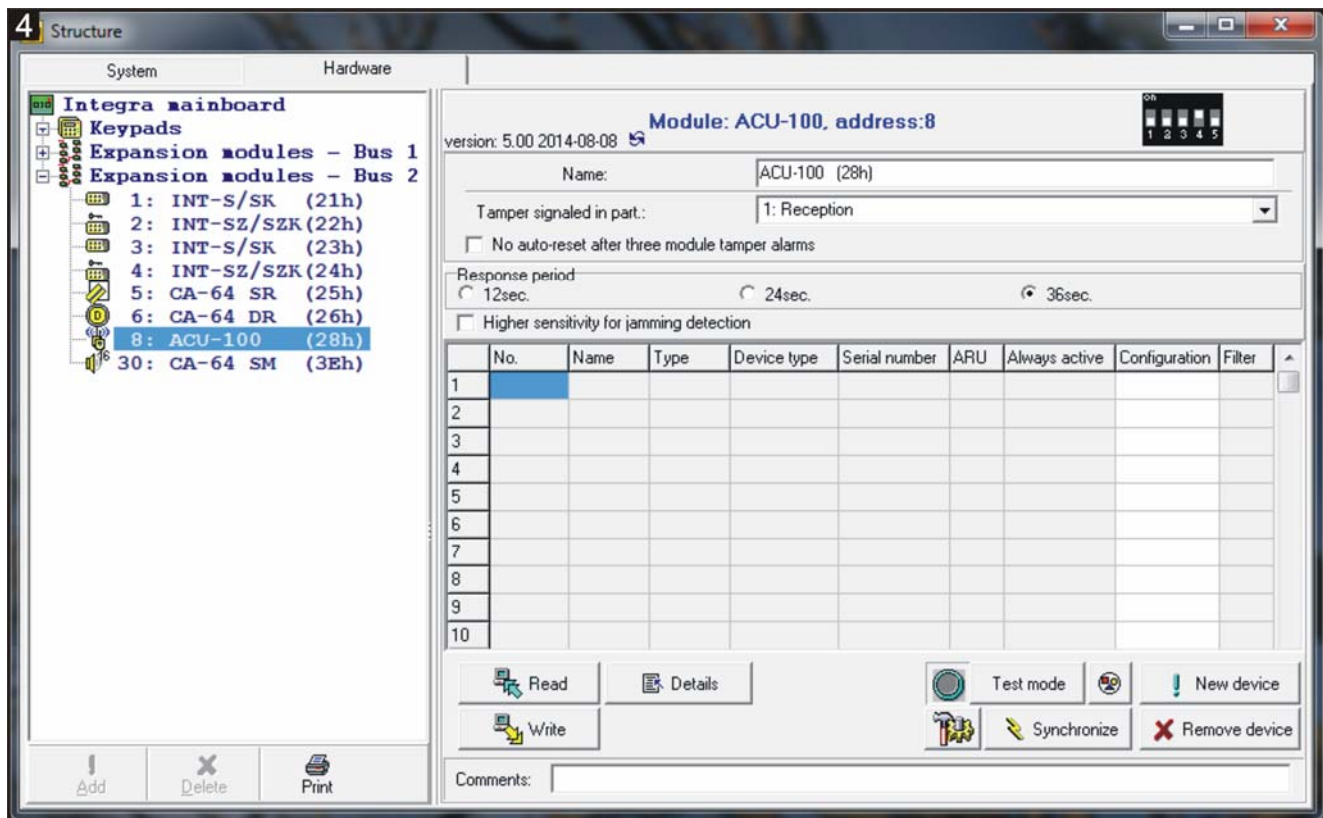 4 Structure
System Hardware
Integra mainboard
Keypads
Expansion modules - Bus 1
Expansion modules - Bus 2
1: INT-S/SK (21h)
2: INT-SZ/SZK(22h)
3: INT-S/SK (23h)
4: INT-SZ/SZK(24h)
5: CA-64 SR (25h)
6: CA-64 DR (26h)
8: ACU-100 (28h)
30: CA-64 SM (3Eh)
Add Delete Print
Module: ACU-100, address:8
version: 5.00 2014-08-08
on
1 2 3 4 5
Name: ACU-100 (28h)
Tamper signaled in part.: 1: Reception
No auto-reset after three module tamper alarms
Response period
12sec. 24sec. 36sec.
Higher sensitivity for jamming detection
No. Name Type Device type Serial number ARU Always active Configuration Filter
1
2
3
4
5
6
7
8
9
10
Read Details Test mode New device
Write Synchronize Remove device
Comments: